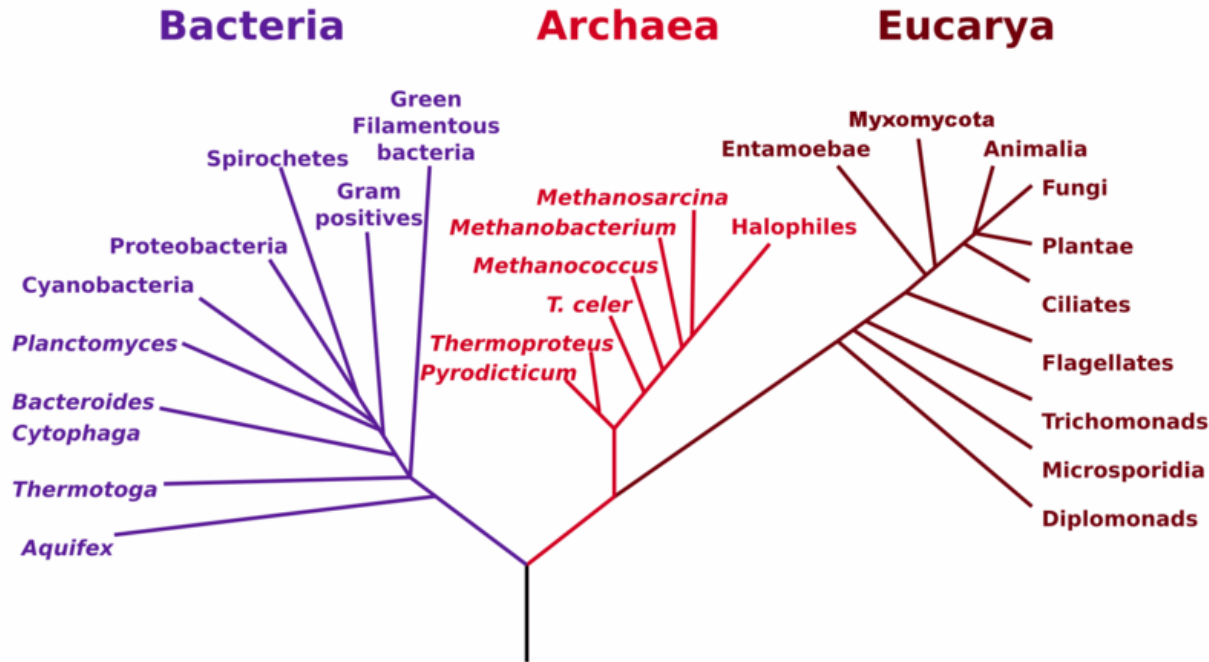 Bacteria
Archaea
Eucarya
Green
Filamentous
bacteria
Spirochetes
Gram
positives
Proteobacteria
Cyanobacteria
Planctomyces
Bacteroides
Cytophaga
Thermotoga
Aquifex
Methanosarcina
Methanobacterium
Halophiles
Methanococcus
T. celer
Thermoproteus
Pyrodicticum
Myxomycota
Entamoebae
Animalia
Fungi
Plantae
Ciliates
Flagellates
Trichomonads
Microsporidia
Diplomonads